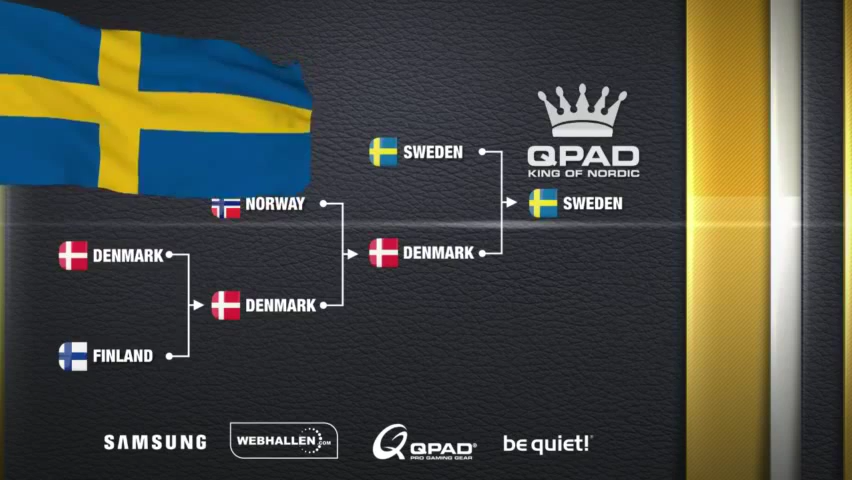 SWEDEN
QPAD
KING OF NORDIC
NORWAY
SWEDEN
DENMARK
DENMARK
DENMARK
FINLAND
SAMSUNG
WEBHALLEN.COM
QPAD®
PRO GAMING GEAR
be quiet!®